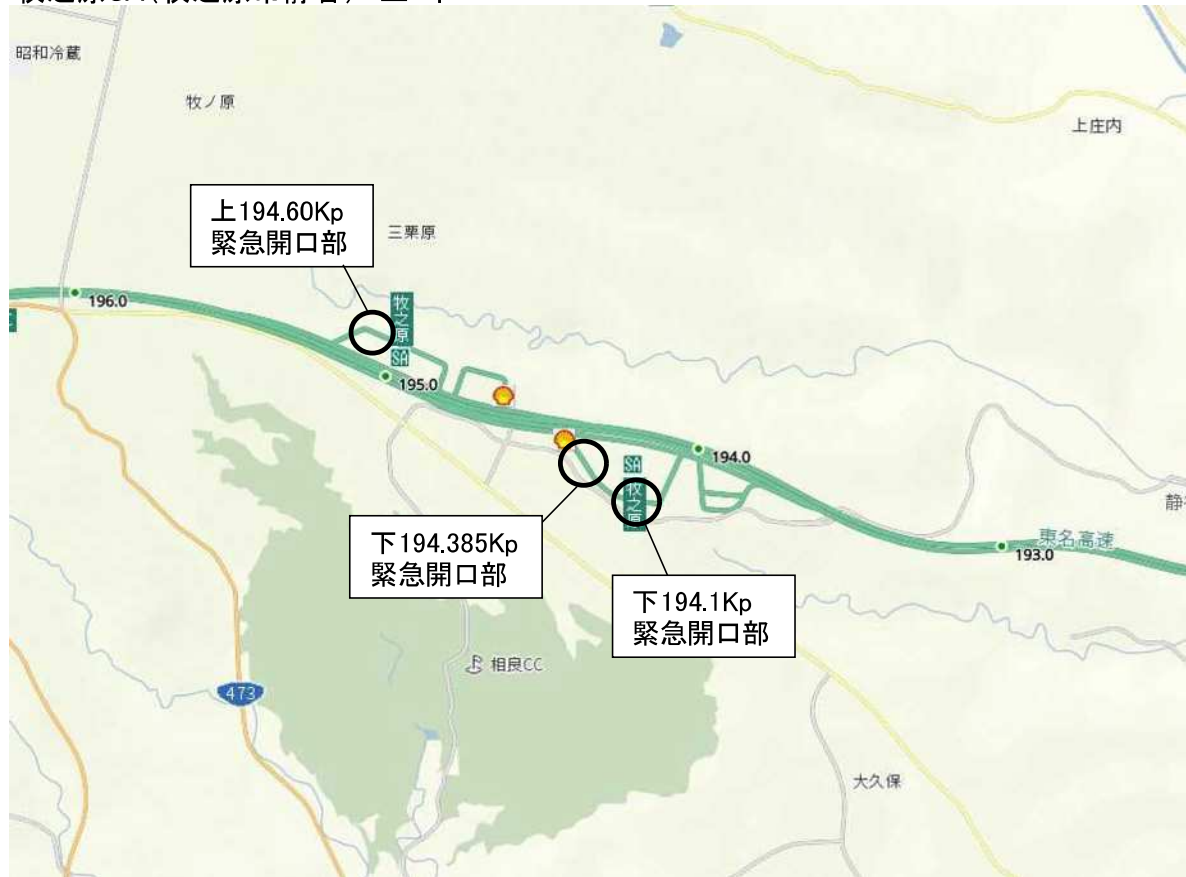 昭和冷蔵
牧ノ原
上庄内
上194.60Kp
緊急開口部
三栗原
196.0
牧之原
SA
195.0
194.0
SA
牧之原
静
東名高速
193.0
下194.385Kp
緊急開口部
下194.1Kp
緊急開口部
相良CC
473
大久保